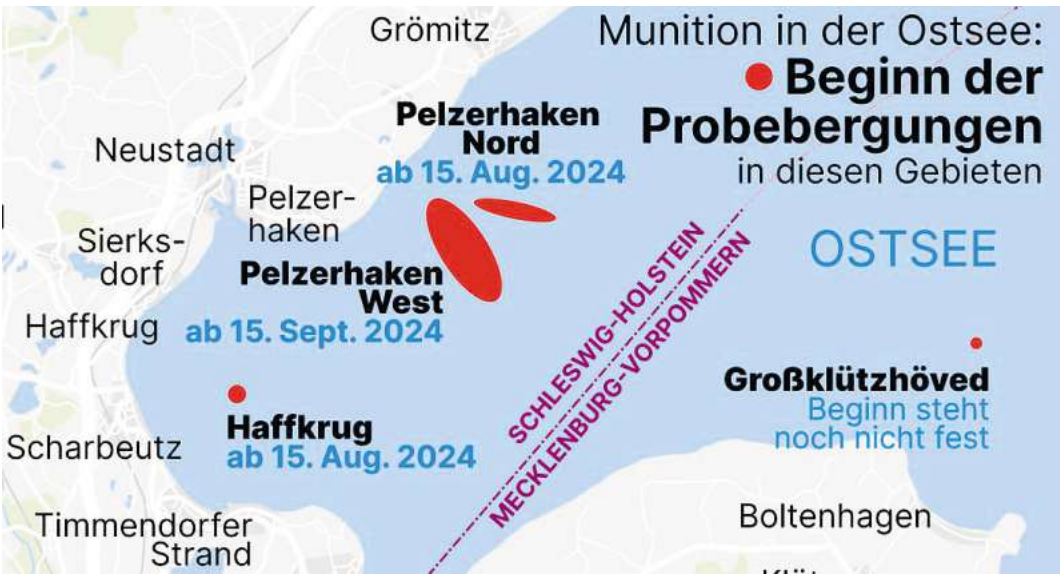 Grömitz
Munition in der Ostsee:
Beginn der
Probebergungen
in diesen Gebieten
Pelzerhaken
Nord
ab 15. Aug. 2024
Neustadt
Pelzer-
haken
Sierks-
dorf
OSTSEE
Pelzerhaken
West
ab 15. Sept. 2024
Haffkrug
SCHLESWIG-HOLSTEIN
MECKLENBURG-VORPOMMERN
Großklützhöved
Beginn steht
noch nicht fest
Haffkrug
ab 15. Aug. 2024
Scharbeutz
Timmendorfer
Strand
Boltenhagen